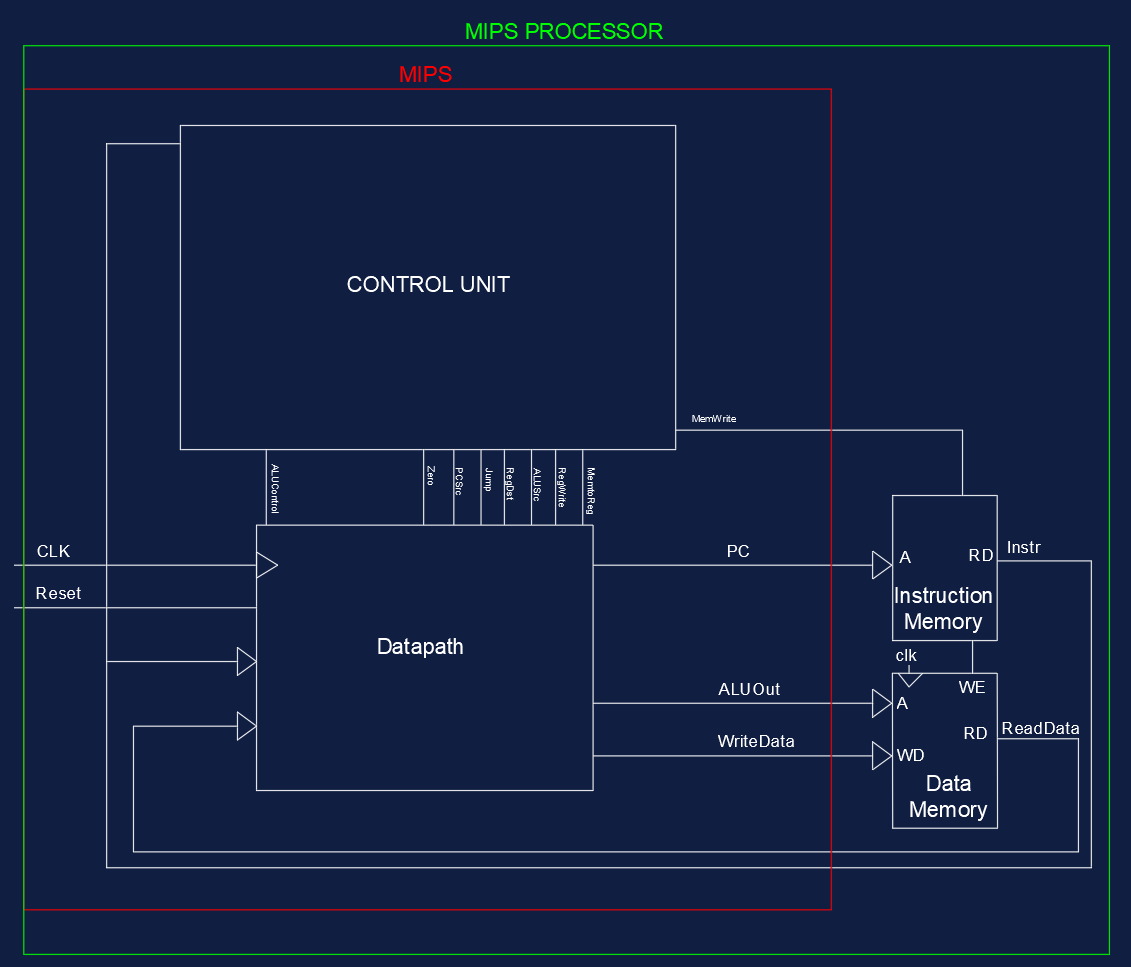 MIPS PROCESSOR
MIPS
CONTROL UNIT
MemWrite
ALUControl
Zero
PCSrc
Jump
RegDst
ALUSrc
RegWrite
MemtoReg
CLK
PC
A
RD
Instr
Reset
Instruction
Memory
Datapath
clk
ALUOut
A
WE
RD
ReadData
WriteData
WD
Data
Memory